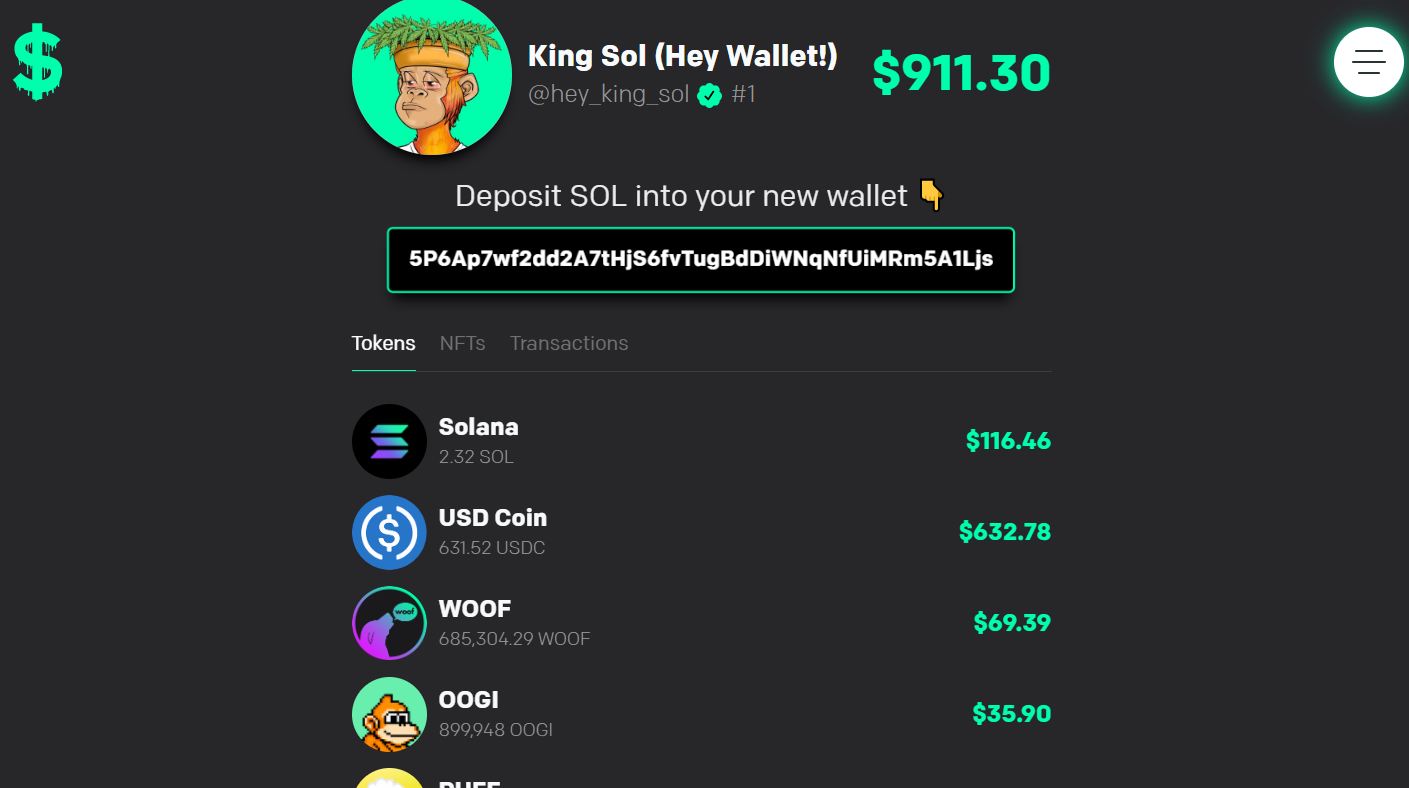 King Sol (Hey Wallet!)
$911.30
@hey_king_sol #1
Deposit SOL into your new wallet 👇
5P6Ap7wf2dd2A7tHjS6fvTugBdDiWNqNfUiMRm5A1Ljs
Tokens NFTs Transactions
Solana
2.32 SOL
$116.46
USD Coin
631.52 USDC
$632.78
woof
WOOF
685,304.29 WOOF
$69.39
OOGI
899,948 OOGI
$35.90